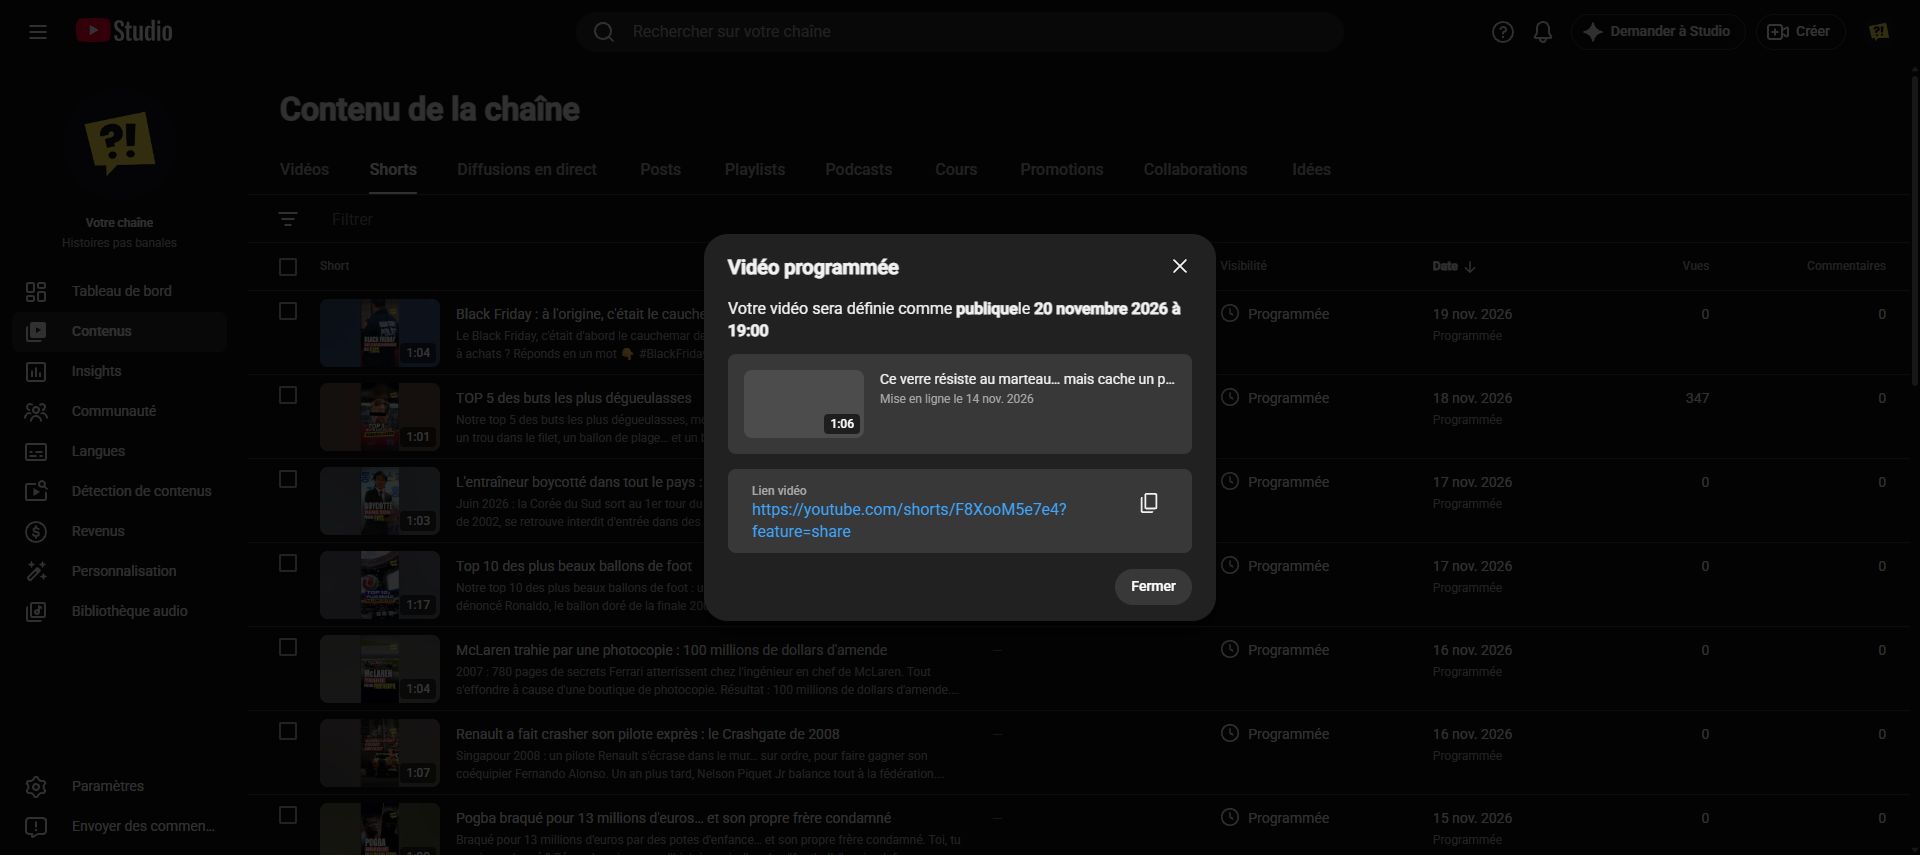 Studio
Rechercher sur votre chaîne
Demander à Studio
Créer
?!
Contenu de la chaîne
Vidéos
Shorts
Diffusions en direct
Posts
Playlists
Podcasts
Cours
Promotions
Collaborations
Idées
Votre chaîne
Histoires pas banales
Tableau de bord
Contenus
Insights
Communauté
Langues
Détection de contenus
Revenus
Personnalisation
Bibliothèque audio
Paramètres
Envoyer des commen...
Filtrer
Short
Visibilité
Date
Vues
Commentaires
1:04
Black Friday : à l'origine, c'était le cauche
Le Black Friday, c'était d'abord le cauchemar de
à achats ? Réponds en un mot 👇 #BlackFriday
Programmée
19 nov. 2026
Programmée
0
0
1:01
TOP 5 des buts les plus dégueulasses
Notre top 5 des buts les plus dégueulasses, m
un trou dans le filet, un ballon de plage... et un b
Programmée
18 nov. 2026
Programmée
347
0
BOYCOTTÉ
1:03
L'entraîneur boycotté dans tout le pays :
Juin 2026 : la Corée du Sud sort au 1er tour du
de 2002, se retrouve interdit d'entrée dans des
Programmée
17 nov. 2026
Programmée
0
0
TOP 10
1:17
Top 10 des plus beaux ballons de foot
Notre top 10 des plus beaux ballons de foot : u
dénoncé Ronaldo, le ballon doré de la finale 20
Programmée
17 nov. 2026
Programmée
0
0
McLAREN
1:04
McLaren trahie par une photocopie : 100 millions de dollars d'amende
2007 : 780 pages de secrets Ferrari atterrissent chez l'ingénieur en chef de McLaren. Tout
s'effondre à cause d'une boutique de photocopie. Résultat : 100 millions de dollars d'amende....
Programmée
16 nov. 2026
Programmée
0
0
1:07
Renault a fait crasher son pilote exprès : le Crashgate de 2008
Singapour 2008 : un pilote Renault s'écrase dans le mur... sur ordre, pour faire gagner son
coéquipier Fernando Alonso. Un an plus tard, Nelson Piquet Jr balance tout à la fédération....
Programmée
16 nov. 2026
Programmée
0
0
POGBA
Pogba braqué pour 13 millions d'euros... et son propre frère condamné
Braqué pour 13 millions d'euros par des potes d'enfance... et son propre frère condamné. Toi, tu
Programmée
15 nov. 2026
Programmée
0
0
Vidéo programmée
Votre vidéo sera définie comme publiquele 20 novembre 2026 à
19:00
1:06
Ce verre résiste au marteau... mais cache un p...
Mise en ligne le 14 nov. 2026
Lien vidéo
https://youtube.com/shorts/F8XooM5e7e4?
feature=share
Fermer